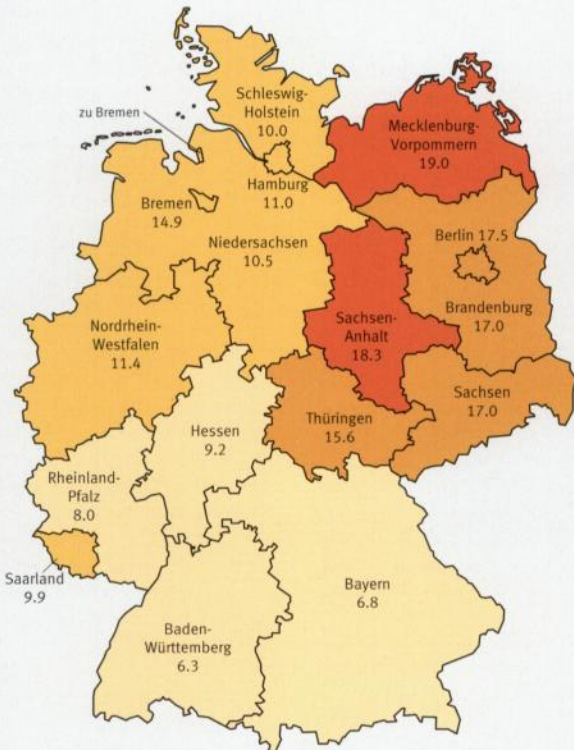 Schleswig-
Holstein
10.0
zu Bremen
Mecklenburg-
Vorpommern
19.0
Hamburg
11.0
Bremen
14.9
Niedersachsen
10.5
Berlin 17.5
Brandenburg
17.0
Nordrhein-
Westfalen
11.4
Sachsen-
Anhalt
18.3
Sachsen
17.0
Thüringen
15.6
Hessen
9.2
Rheinland-
Pfalz
8.0
Saarland
9.9
Bayern
6.8
Baden-
Württemberg
6.3